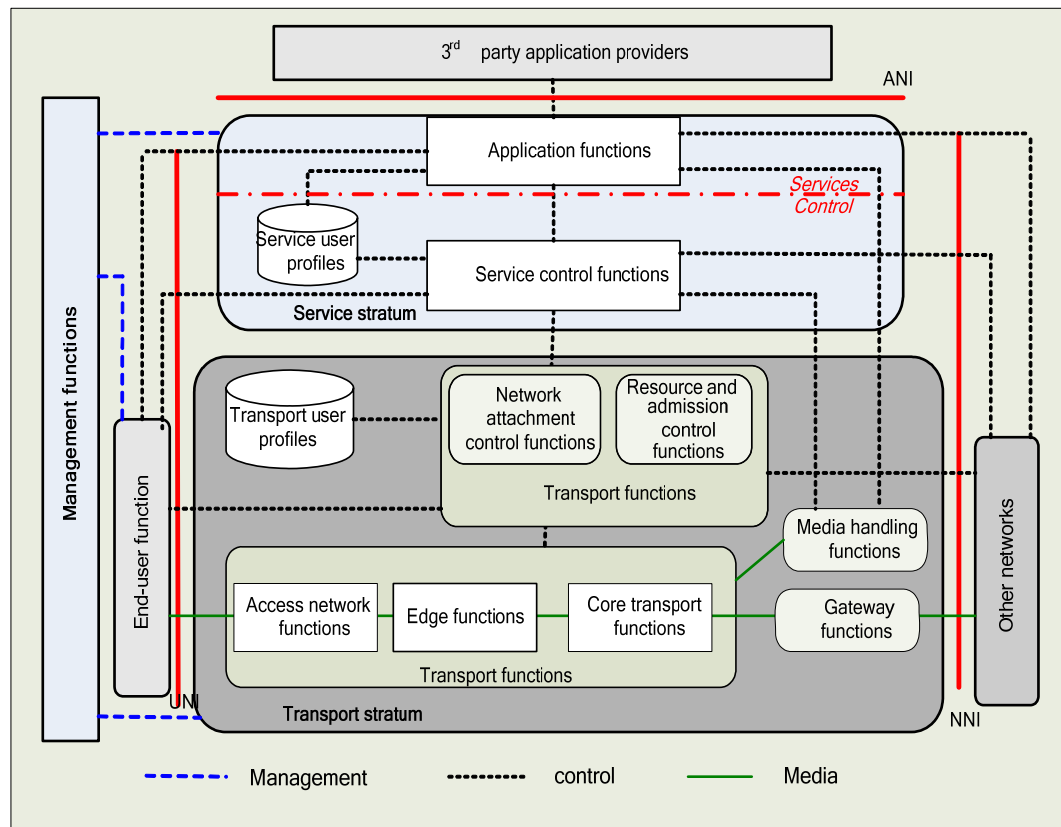 3rd party application providers
ANI
Application functions
Services
Control
Service user
profiles
Service control functions
Service stratum
Management functions
End-user function
UNI
Transport user
profiles
Network
attachment
control functions
Resource and
admission
control
functions
Transport functions
Media handling
functions
Access network
functions
Edge functions
Core transport
functions
Gateway
functions
Transport functions
Transport stratum
Other networks
NNI
Management
control
Media